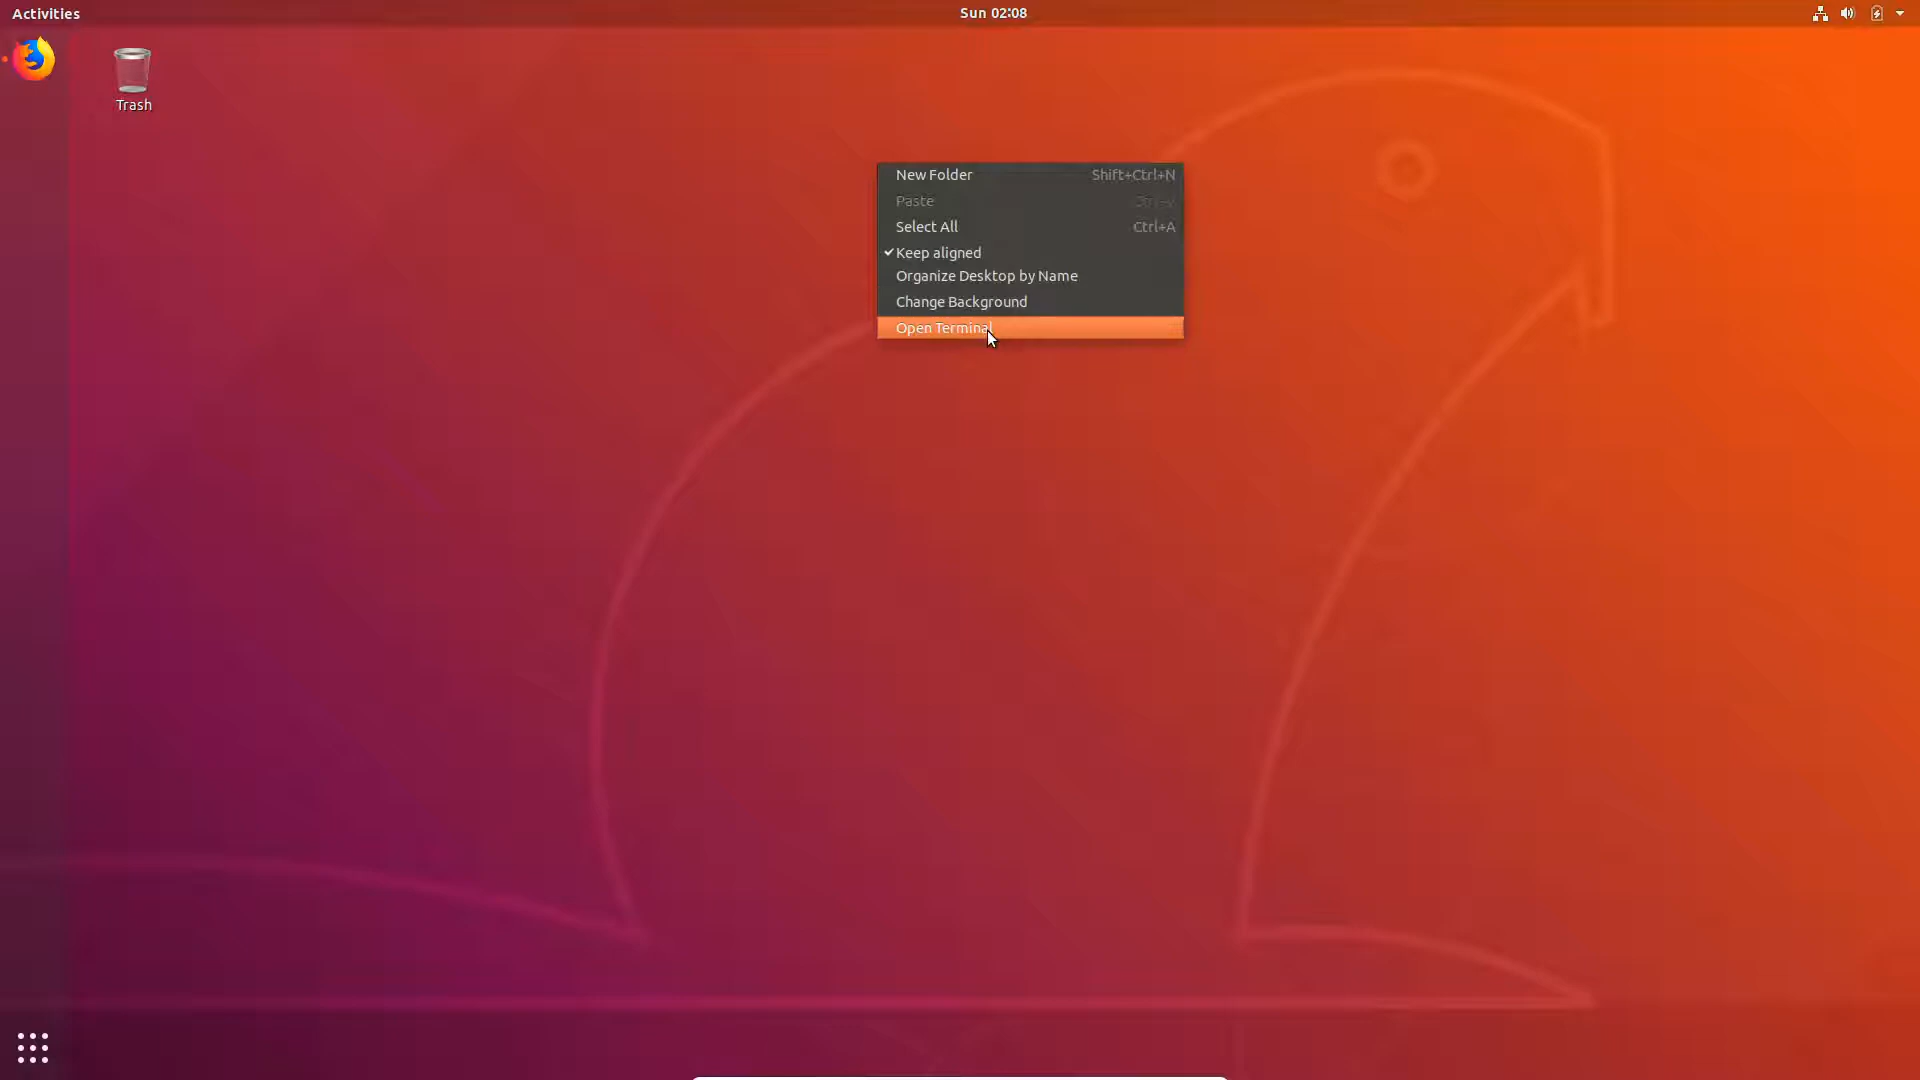 Activities
Sun 02:08
Trash
New Folder Shift+Ctrl+N
Paste
Select All Ctrl+A
Keep aligned
Organize Desktop by Name
Change Background
Open Terminal